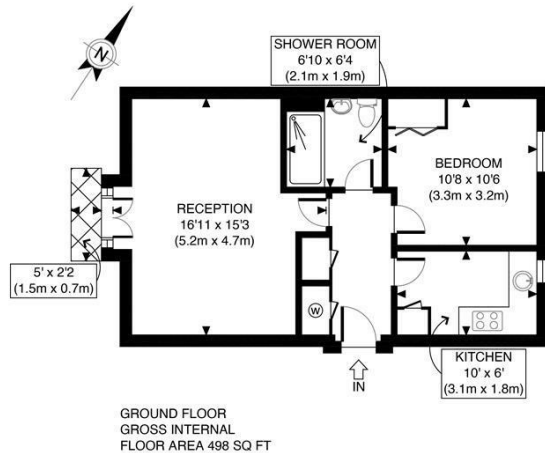 N
SHOWER ROOM
6'10 x 6'4
(2.1m x 1.9m)
BEDROOM
10'8 x 10'6
(3.3m x 3.2m)
RECEPTION
16'11 x 15'3
(5.2m x 4.7m)
5' x 2'2
(1.5m x 0.7m)
W
KITCHEN
10' x 6'
(3.1m x 1.8m)
IN
GROUND FLOOR
GROSS INTERNAL
FLOOR AREA 498 SQ FT